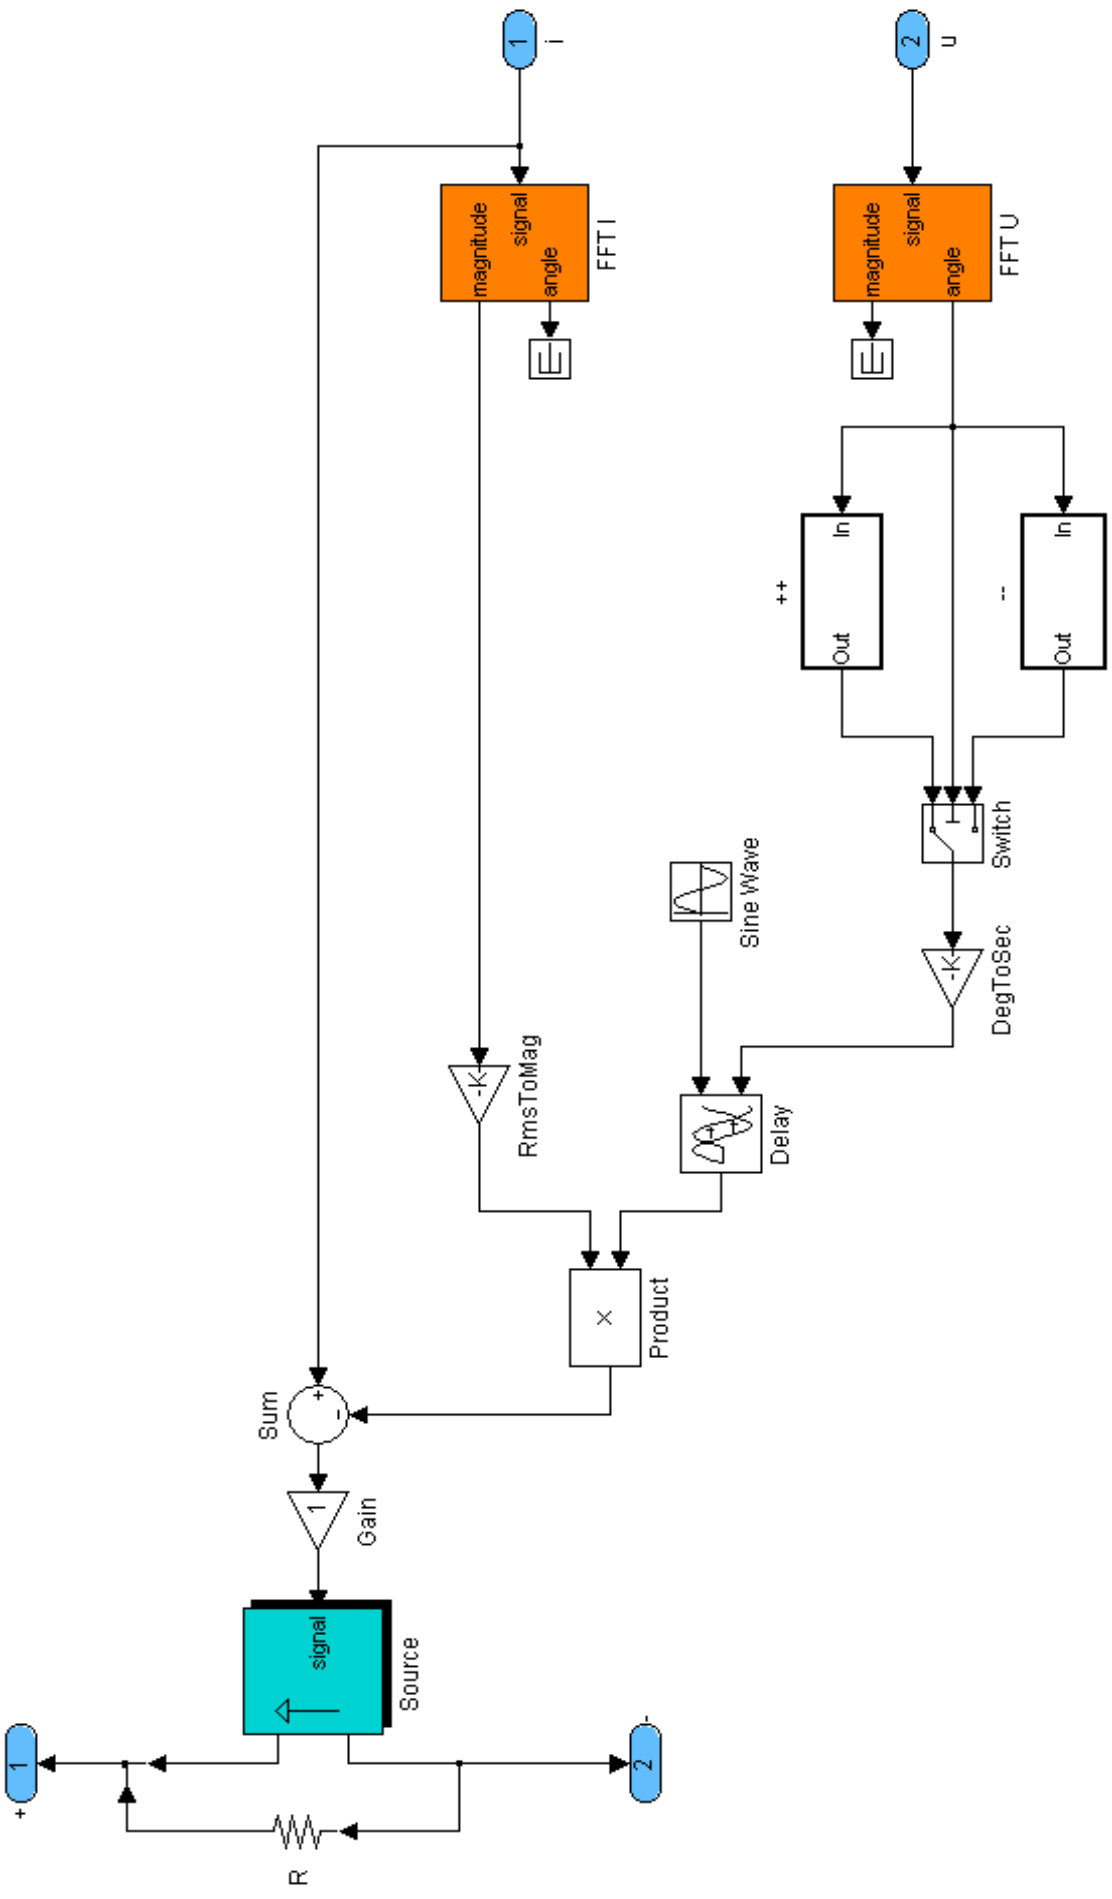 1
i
2
u
signal
magnitude
angle
FFT I
signal
magnitude
angle
FFT U
++
In
Out
--
In
Out
Switch
Sine Wave
-K-
DegToSec
-K-
RmsToMag
Delay
×
Product
Sum
+
-
1
Gain
signal
Source
+
1
-
2
R